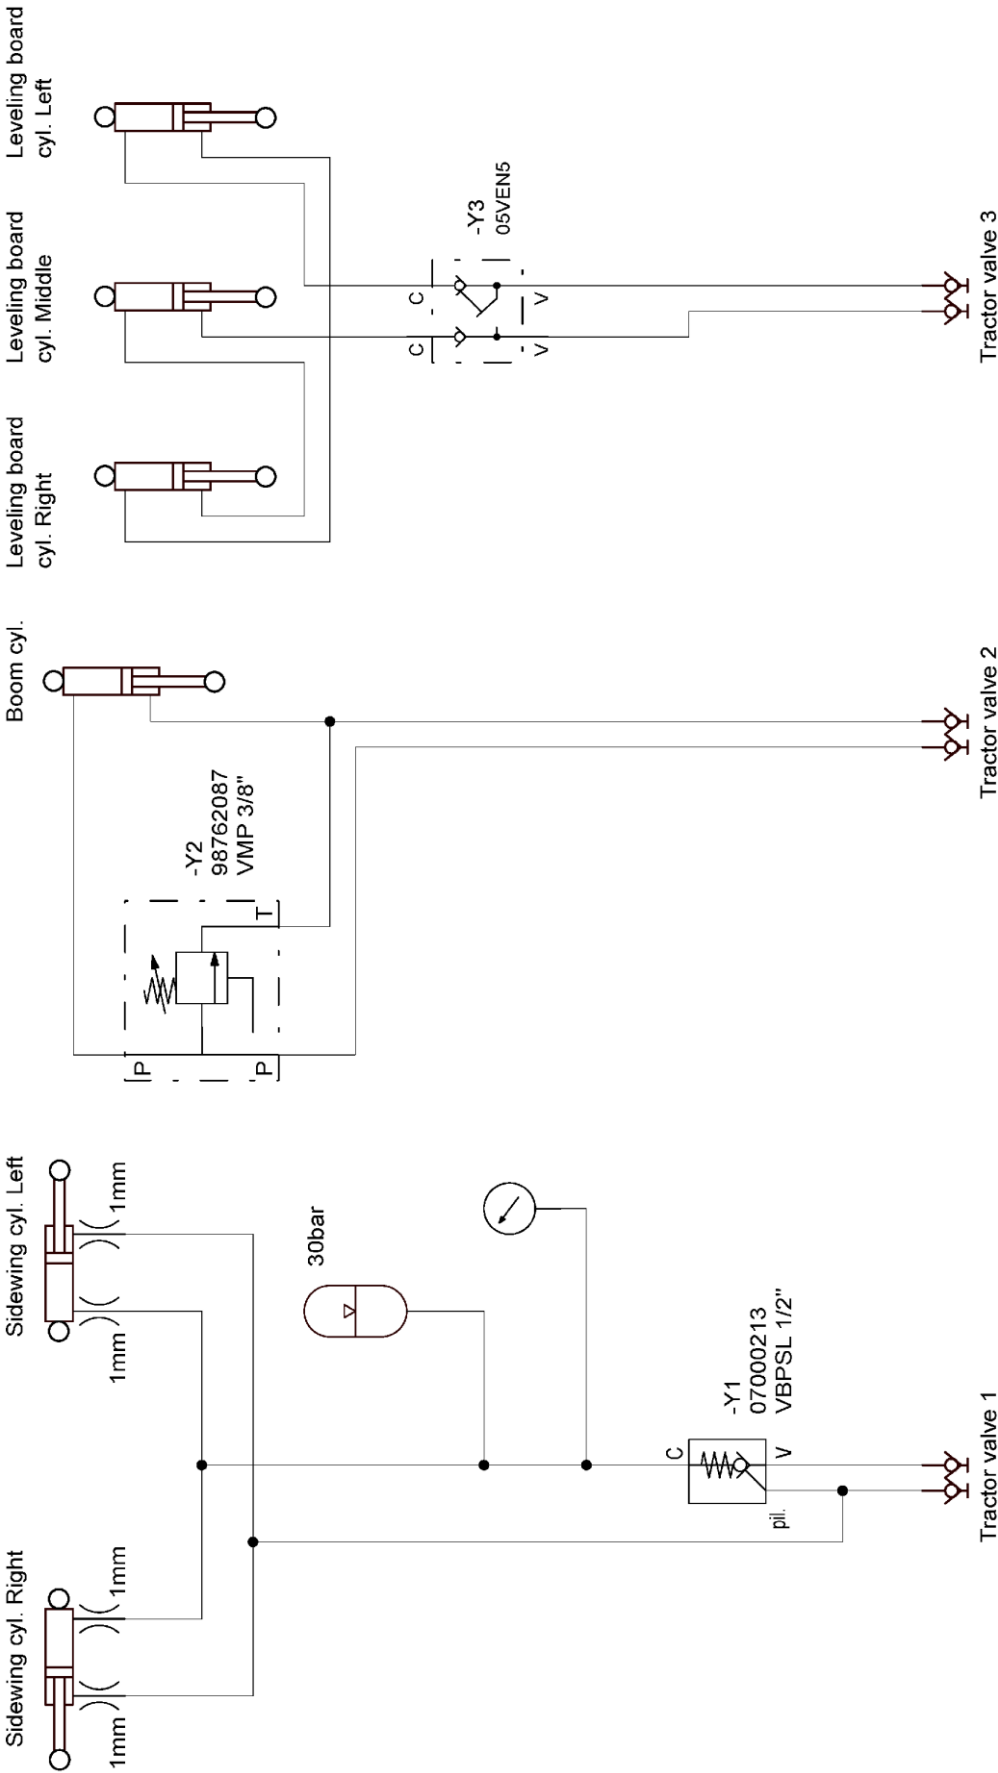 Sidewing cyl. Right
1mm
1mm
Sidewing cyl. Left
1mm
1mm
30bar
-Y1
07000213
VBPSL 1/2"
C
V
pil.
Tractor valve 1
Boom cyl.
-Y2
98762087
VMP 3/8"
P
P
T
Tractor valve 2
Leveling board
cyl. Right
Leveling board
cyl. Middle
Leveling board
cyl. Left
-Y3
05VEN5
C
C
V
V
Tractor valve 3